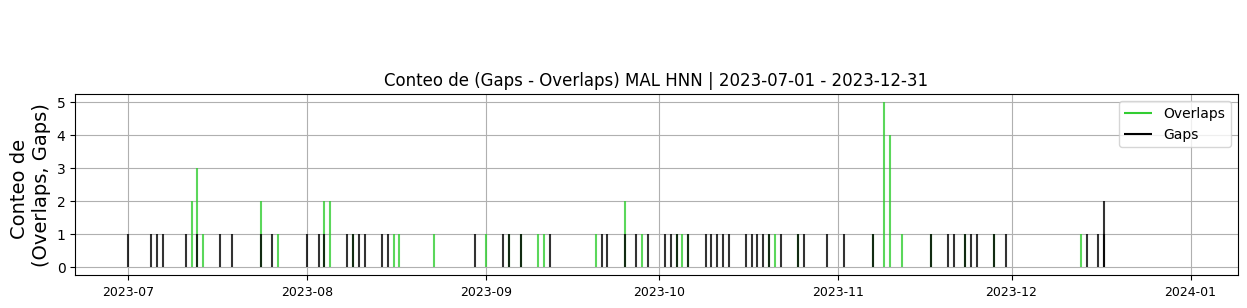 Conteo de (Gaps - Overlaps) MAL HNN | 2023-07-01 - 2023-12-31
Conteo de
(Overlaps, Gaps)
5
4
3
2
1
0
Overlaps
Gaps
2023-07
2023-08
2023-09
2023-10
2023-11
2023-12
2024-01